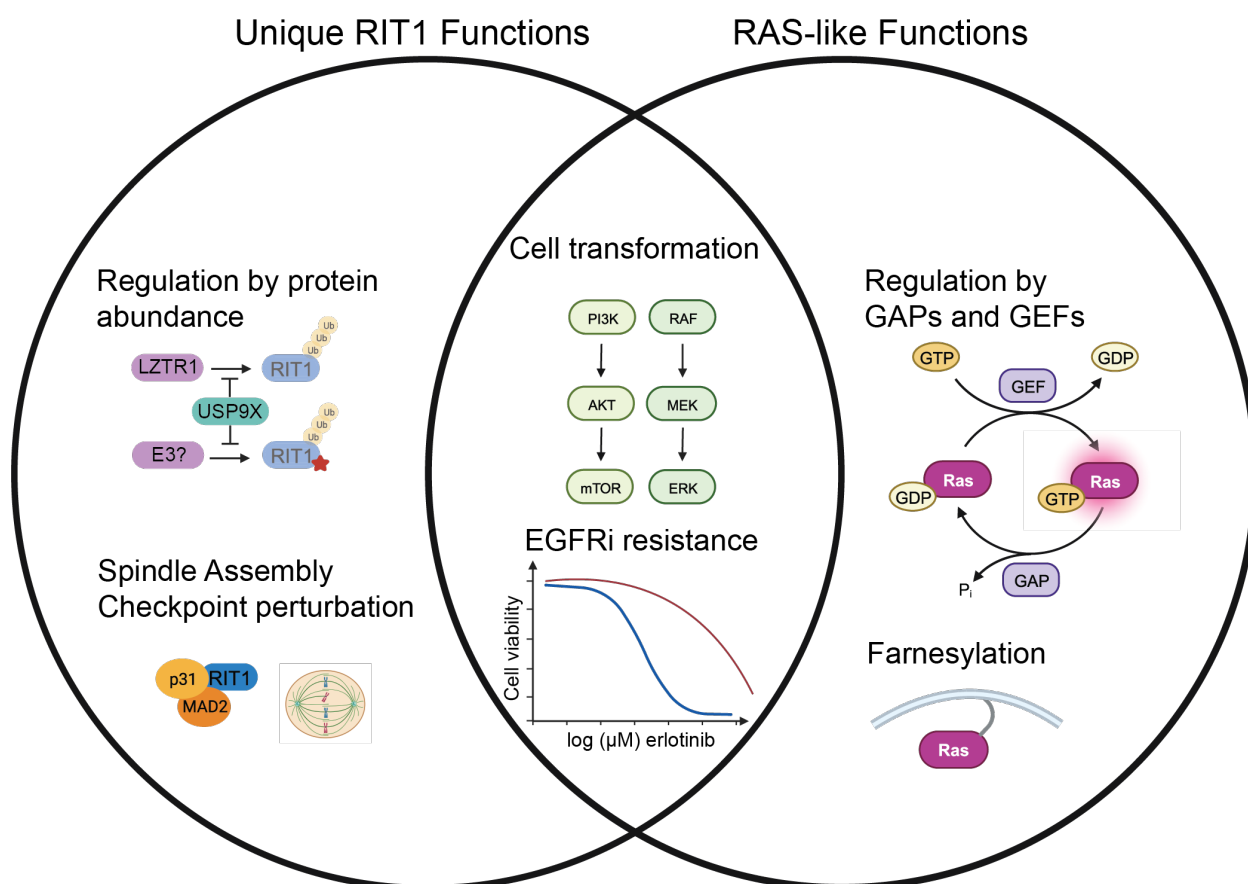 Unique RIT1 Functions
RAS-like Functions
Regulation by protein
abundance
LZTR1
RIT1
Ub
Ub
Ub
USP9X
E3?
RIT1
Ub
Ub
Ub
Spindle Assembly
Checkpoint perturbation
p31
RIT1
MAD2
Cell transformation
PI3K
RAF
AKT
MEK
mTOR
ERK
EGFRi resistance
Cell viability
log (µM) erlotinib
Regulation by
GAPs and GEFs
GTP
GDP
GEF
Ras
GDP
Ras
GTP
GAP
Pi
Farnesylation
Ras